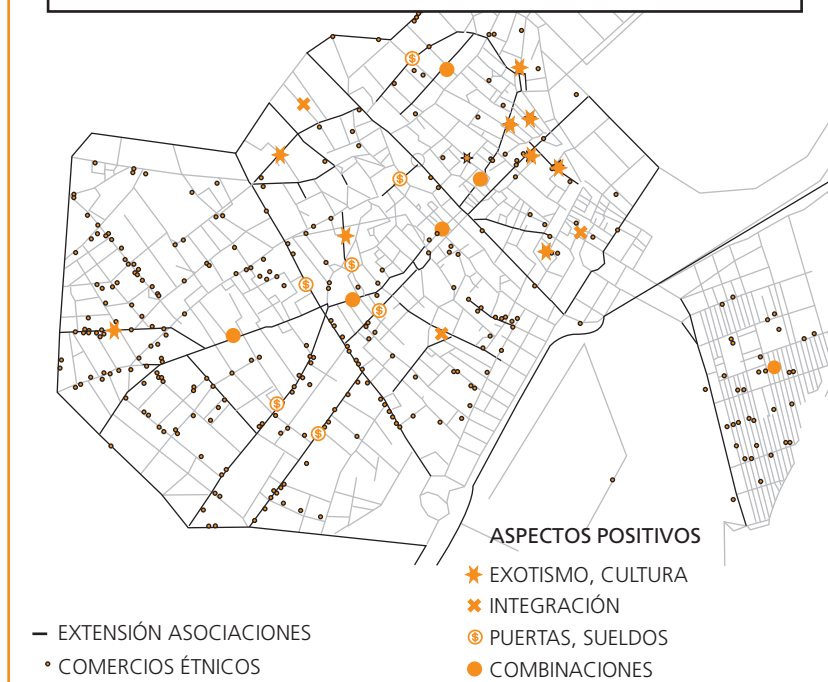 ASPECTOS POSITIVOS
EXOTISMO, CULTURA
INTEGRACIÓN
PUERTAS, SUELDOS
COMBINACIONES
EXTENSIÓN ASOCIACIONES
COMERCIOS ÉTNICOS